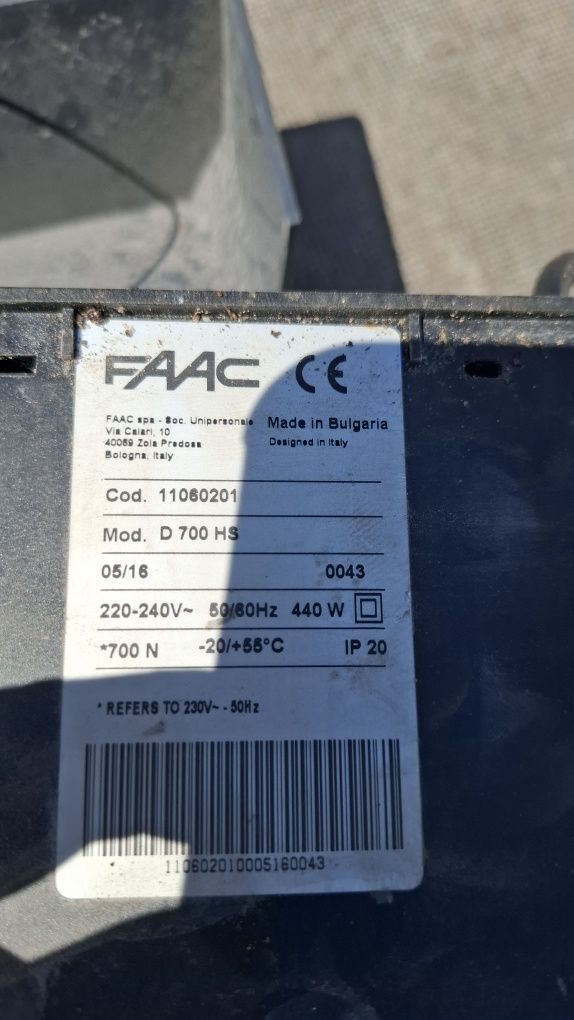 FAAC CE
FAAC spa - Soc. Unipersonale
Via Calari, 10
40069 Zola Predosa
Bologna, Italy
Made in Bulgaria
Designed in Italy
Cod. 11060201
Mod. D 700 HS
05/16 0043
220-240V~ 50/60Hz 440 W
*700 N -20/+55°C IP 20
* REFERS TO 230V~ - 50Hz
110602010005160043